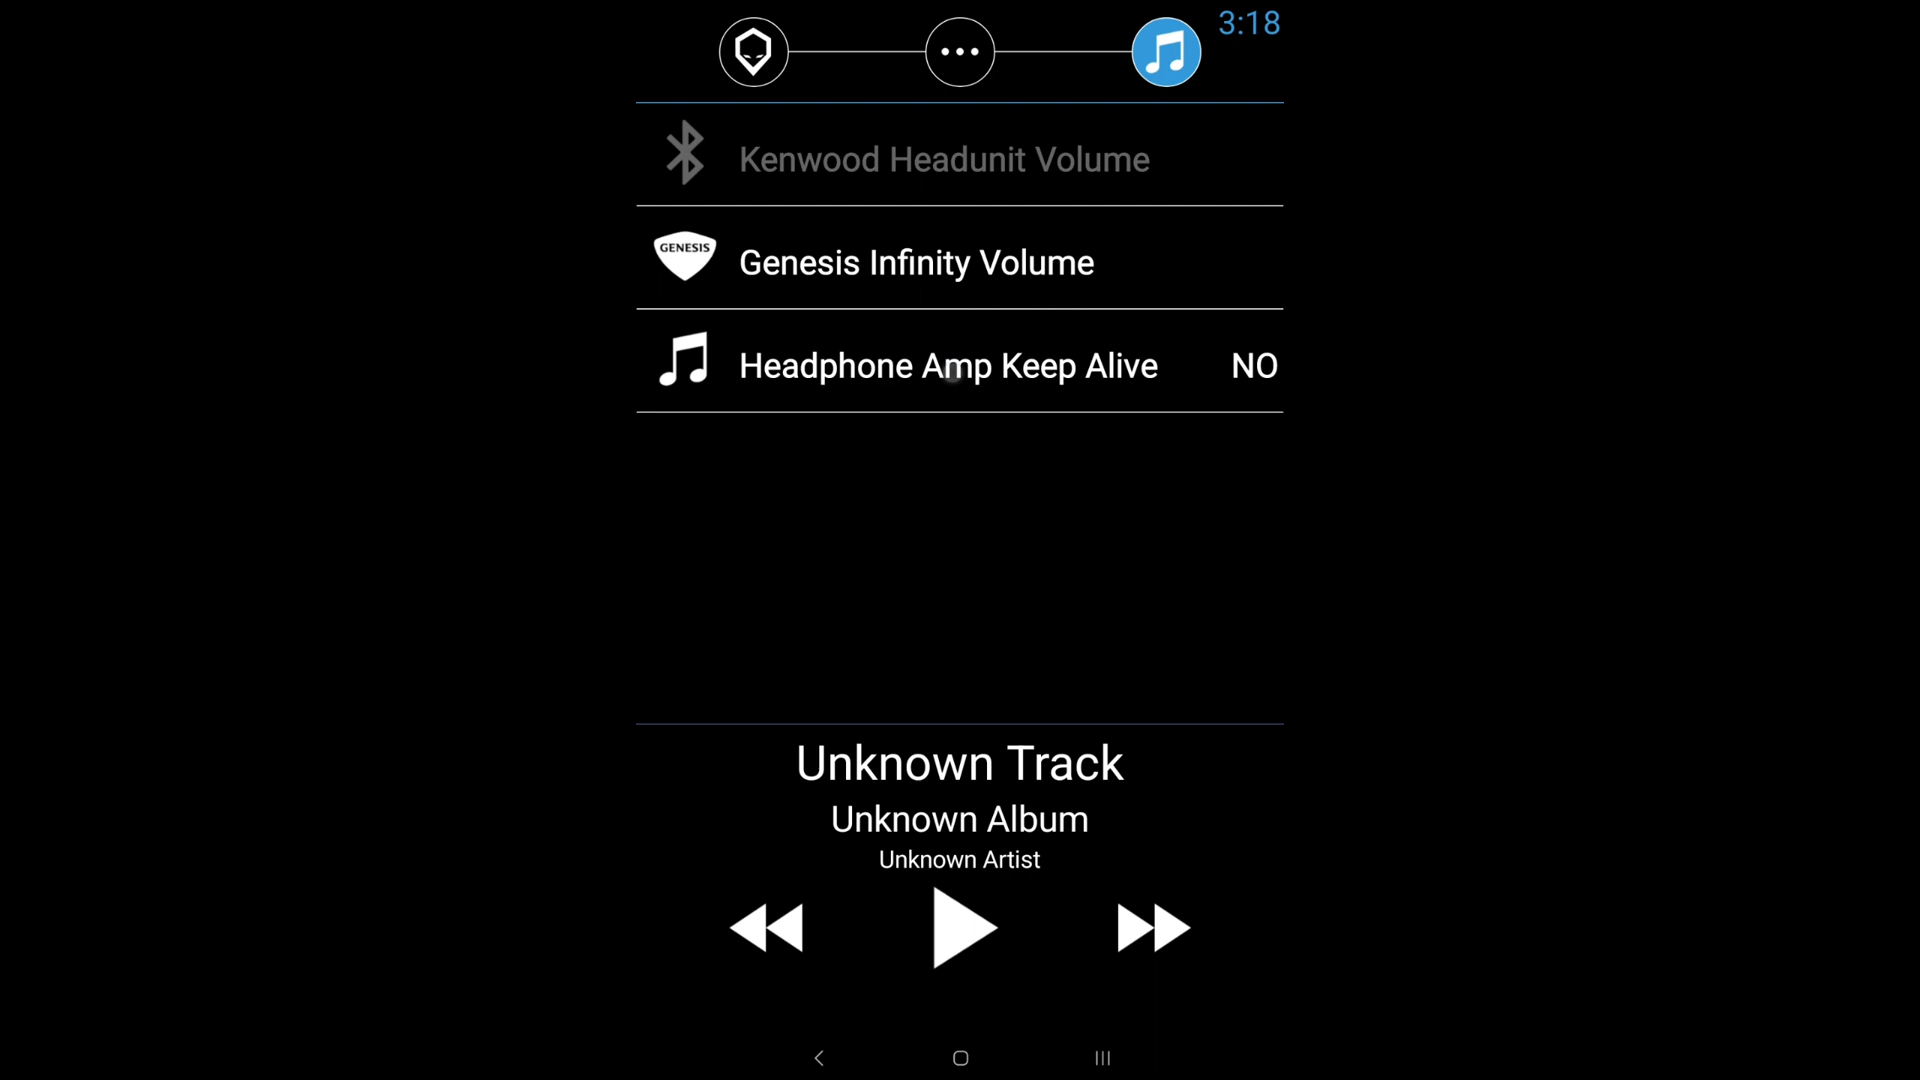 3:18
Kenwood Headunit Volume
GENESIS
Genesis Infinity Volume
Headphone Amp Keep Alive NO
Unknown Track
Unknown Album
Unknown Artist